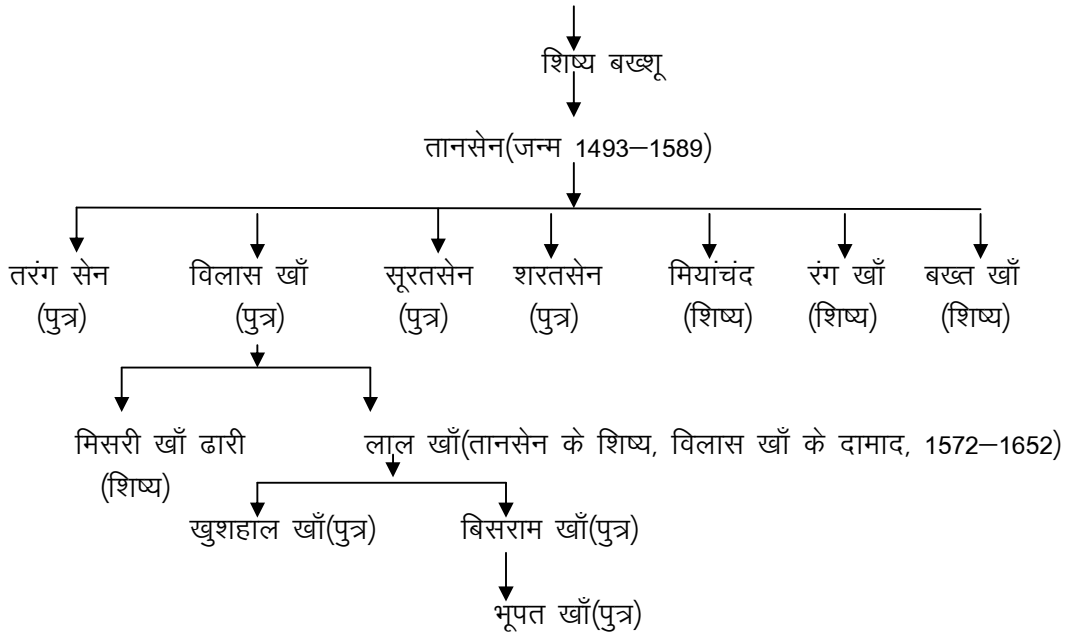 शिष्य बख्शू
तानसेन(जन्म 1493–1589)
तरंग सेन विलास खाँ सूरतसेन शरतसेन मियांचंद रंग खाँ बख्त खाँ
(पुत्र) (पुत्र) (पुत्र) (पुत्र) (शिष्य) (शिष्य) (शिष्य)
मिसरी खाँ ढारी लाल खाँ(तानसेन के शिष्य, विलास खाँ के दामाद, 1572–1652)
(शिष्य)
खुशहाल खाँ(पुत्र) बिसराम खाँ(पुत्र)
भूपत खाँ(पुत्र)